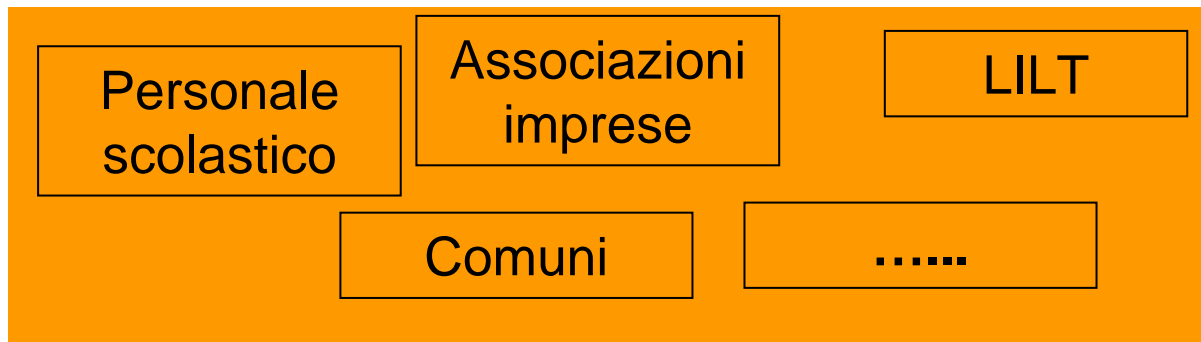 Personale
scolastico
Associazioni
imprese
LILT
Comuni
…...